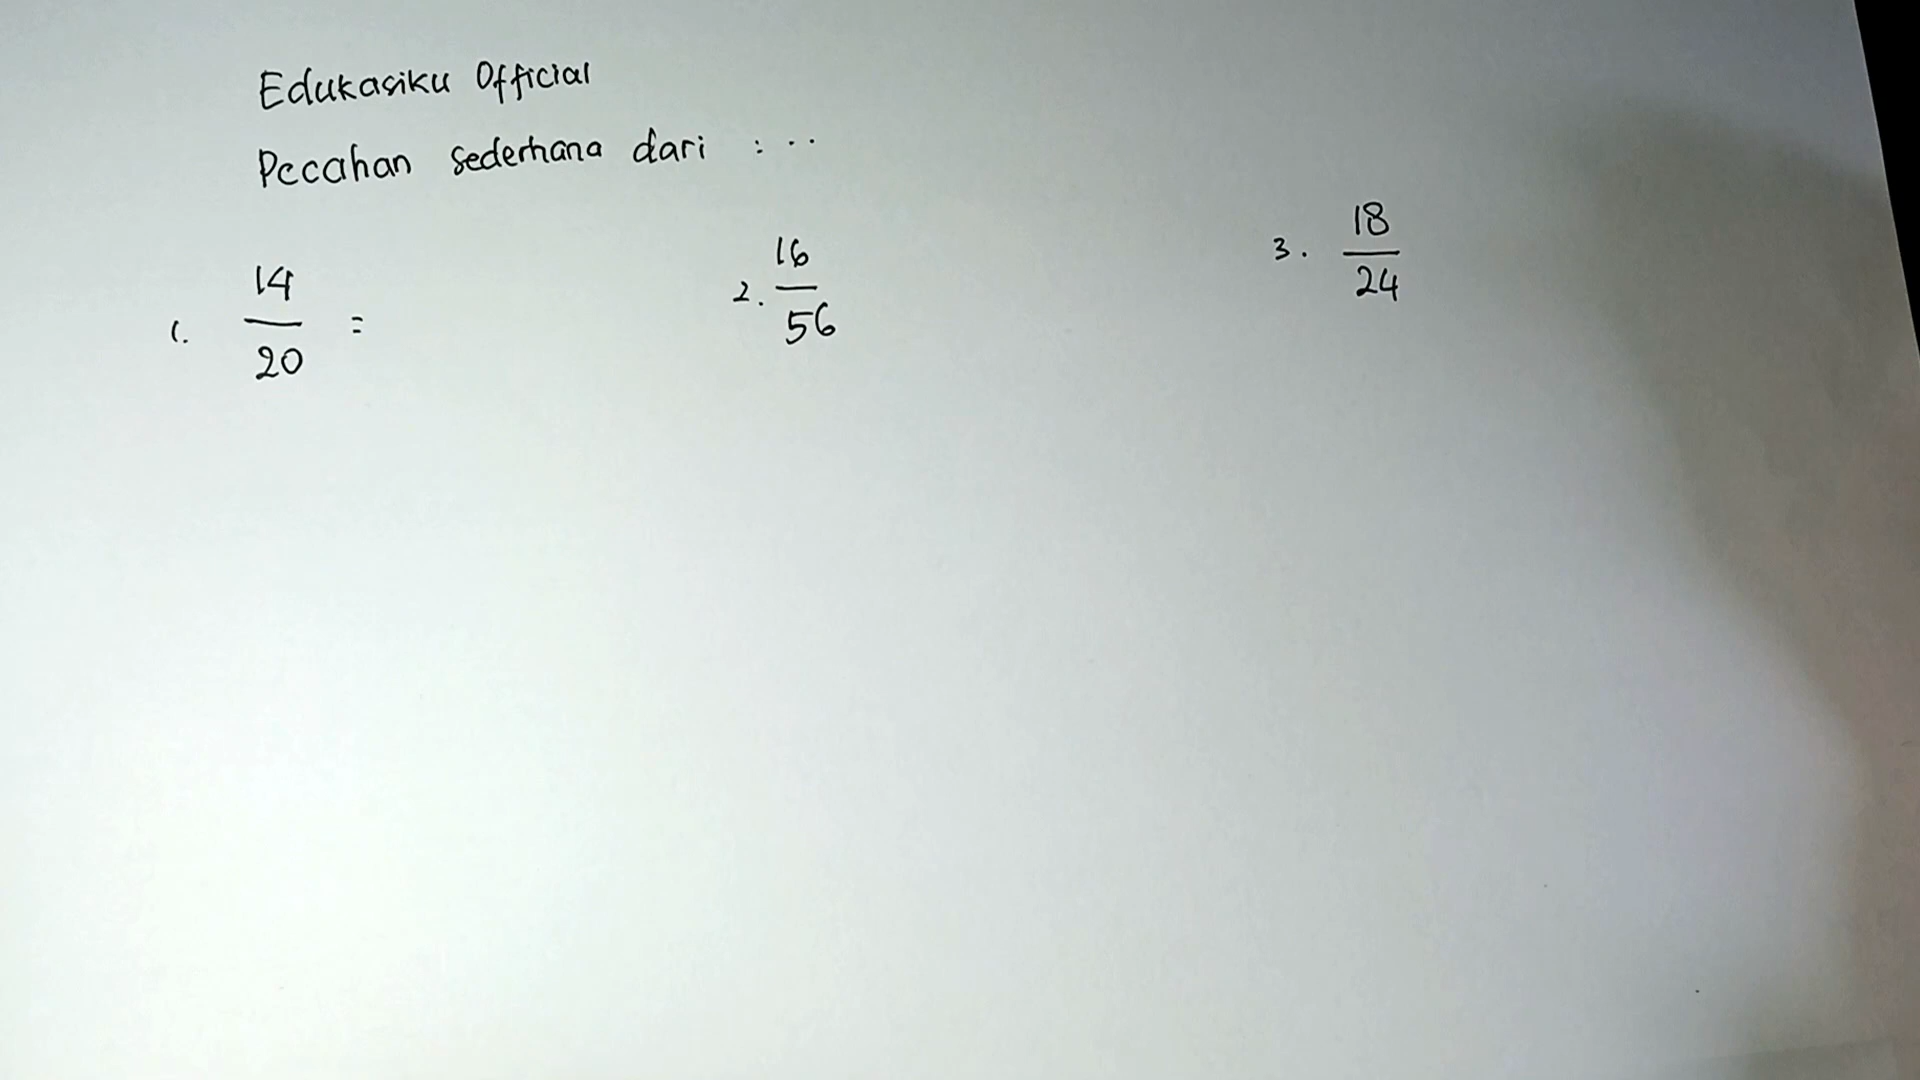 Edukasiku Official
Pecahan sederhana dari : ...
1. 14/20 =
2. 16/56
3. 18/24